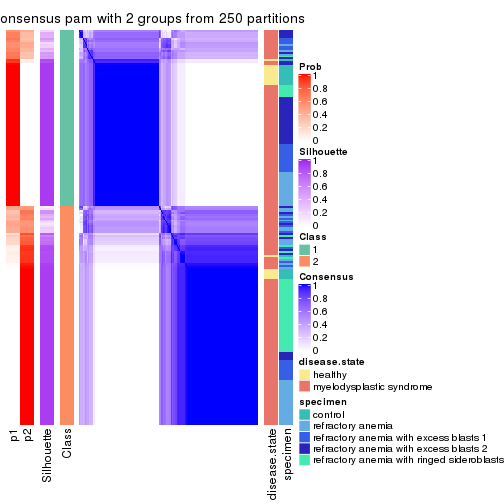 onsensus pam with 2 groups from 250 partitions
Prob
1
0.8
0.6
0.4
0.2
0
Silhouette
1
0.8
0.6
0.4
0.2
0
Class
1
2
Consensus
1
0.8
0.6
0.4
0.2
0
disease.state
healthy
myelodysplastic syndrome
specimen
control
refractory anemia
refractory anemia with excess blasts 1
refractory anemia with excess blasts 2
refractory anemia with ringed sideroblasts
p1
p2
Silhouette
Class
disease.state
specimen